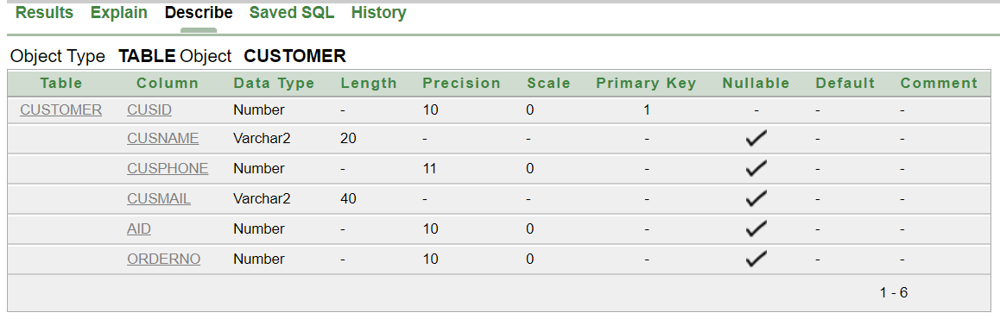 Results Explain Describe Saved SQL History
Object Type TABLE Object CUSTOMER
Table Column Data Type Length Precision Scale Primary Key Nullable Default Comment
CUSTOMER CUSID Number - 10 0 1 - - -
CUSNAME Varchar2 20 - - - ✓ - -
CUSPHONE Number - 11 0 - ✓ - -
CUSMAIL Varchar2 40 - - - ✓ - -
AID Number - 10 0 - ✓ - -
ORDERNO Number - 10 0 - ✓ - -
1 - 6